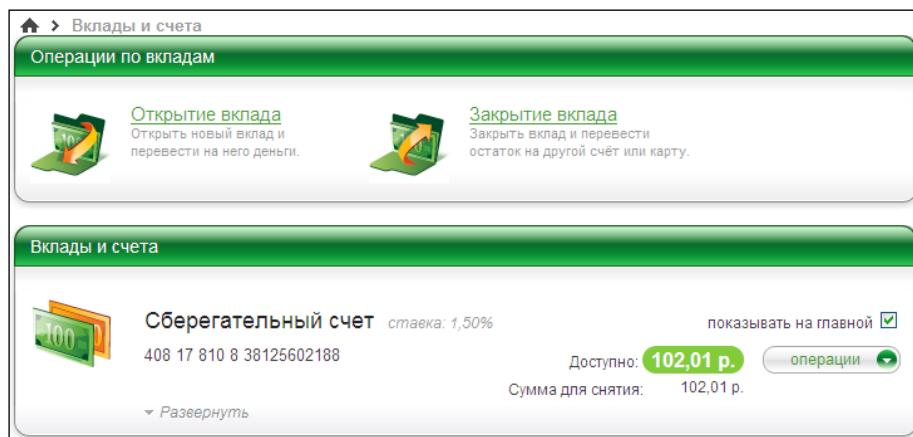 Вклады и счета
Операции по вкладам
Открытие вклада
Открыть новый вклад и
перевести на него деньги.
Закрытие вклада
Закрыть вклад и перевести
остаток на другой счёт или карту.
Вклады и счета
Сберегательный счет ставка: 1,50%
показывать на главной
408 17 810 8 38125602188
Доступно: 102,01 р.
операции
Сумма для снятия: 102,01 р.
Развернуть